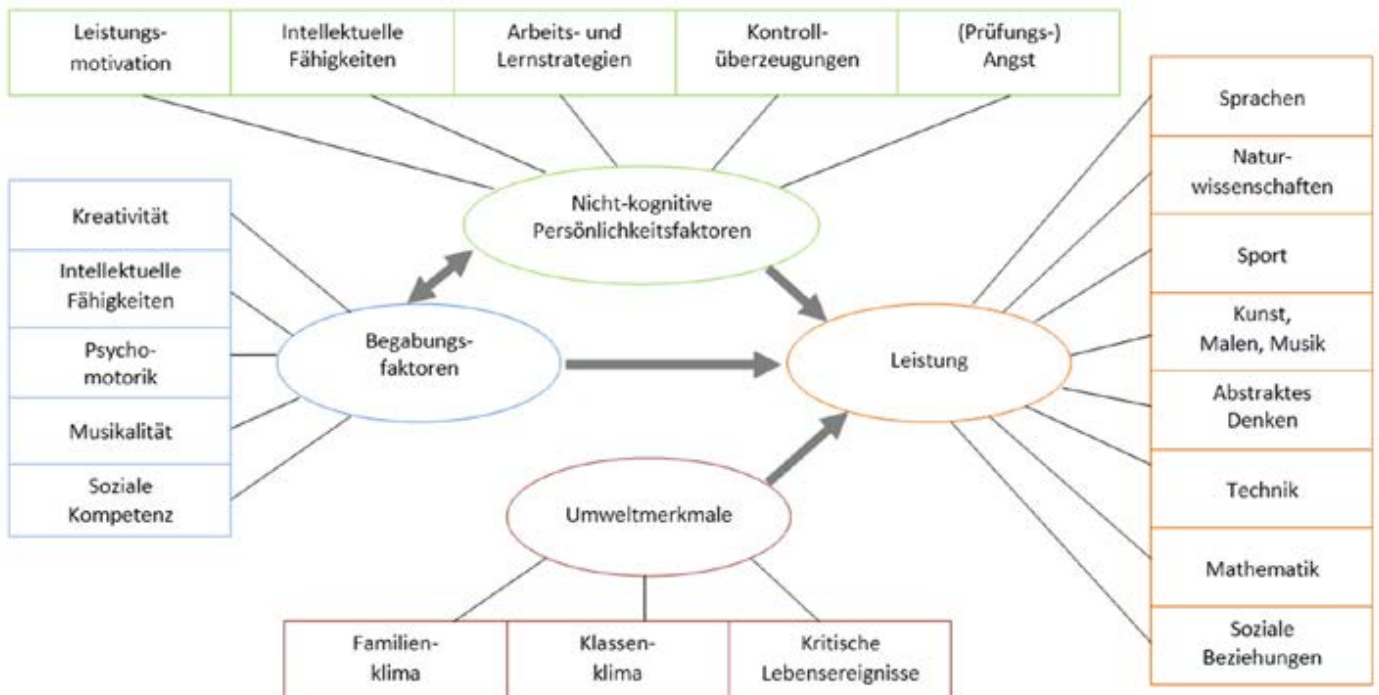 Leistungs-
motivation
Intellektuelle
Fähigkeiten
Arbeits- und
Lernstrategien
Kontroll-
überzeugungen
(Prüfungs-)
Angst
Nicht-kognitive
Persönlichkeitsfaktoren
Kreativität
Intellektuelle
Fähigkeiten
Psycho-
motorik
Musikalität
Soziale
Kompetenz
Begabungs-
faktoren
Leistung
Umweltmerkmale
Familien-
klima
Klassen-
klima
Kritische
Lebensereignisse
Sprachen
Natur-
wissenschaften
Sport
Kunst,
Malen, Musik
Abstraktes
Denken
Technik
Mathematik
Soziale
Beziehungen